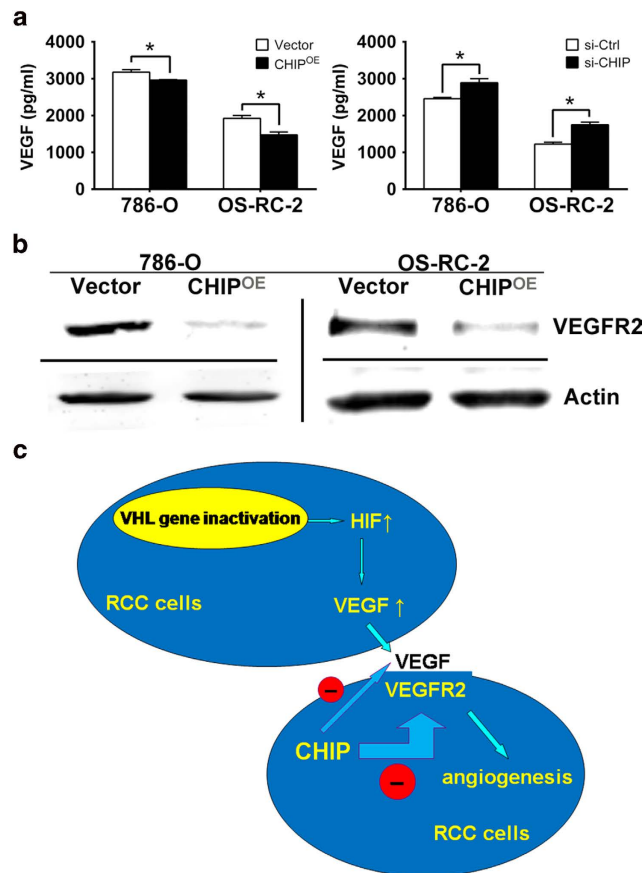 a
VEGF (pg/ml)
4000
3000
2000
1000
0
*
*
Vector
CHIPOE
786-O
OS-RC-2
VEGF (pg/ml)
4000
3000
2000
1000
0
*
*
si-Ctrl
si-CHIP
786-O
OS-RC-2
b
786-O
OS-RC-2
Vector
CHIPOE
Vector
CHIPOE
VEGFR2
Actin
c
VHL gene inactivation
HIF↑
RCC cells
VEGF ↑
VEGF
−
VEGFR2
CHIP
−
angiogenesis
RCC cells